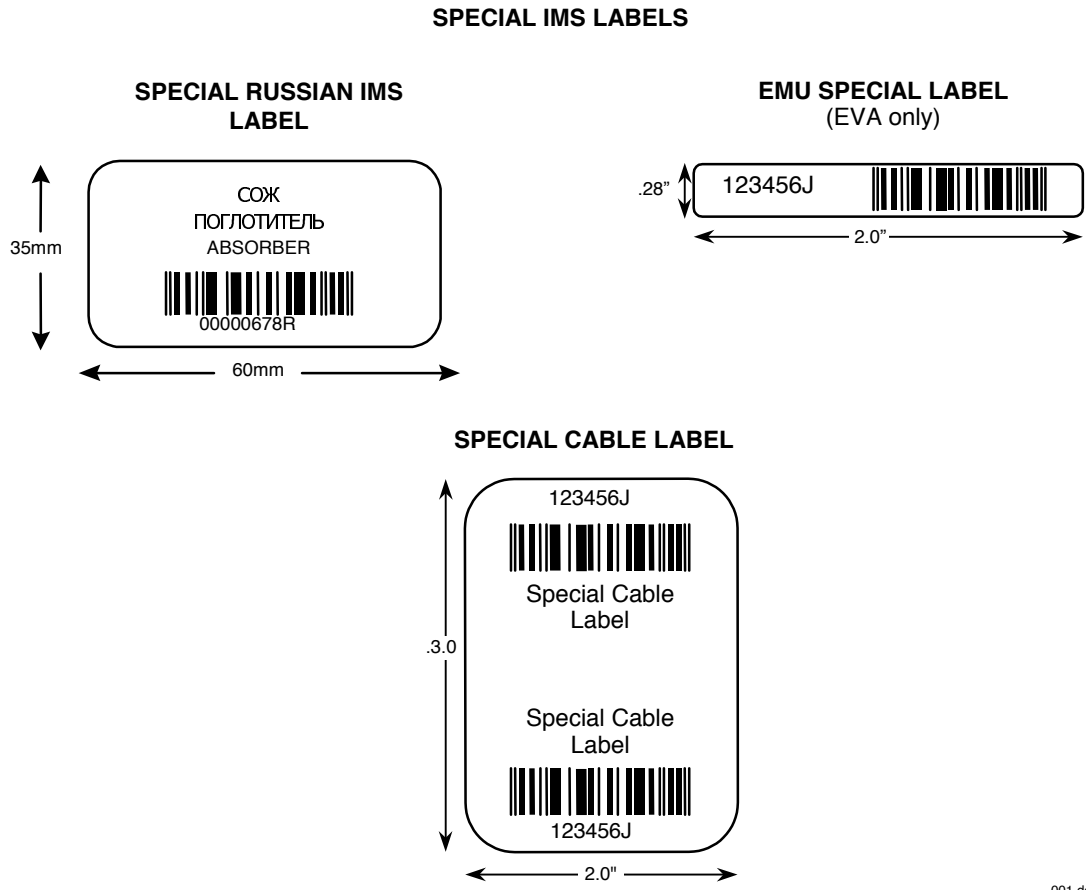 SPECIAL IMS LABELS
SPECIAL RUSSIAN IMS
LABEL
СОЖ
ПОГЛОТИТЕЛЬ
ABSORBER
00000678R
35mm
60mm
EMU SPECIAL LABEL
(EVA only)
.28"
123456J
2.0"
SPECIAL CABLE LABEL
123456J
Special Cable
Label
.3.0
Special Cable
Label
123456J
2.0"